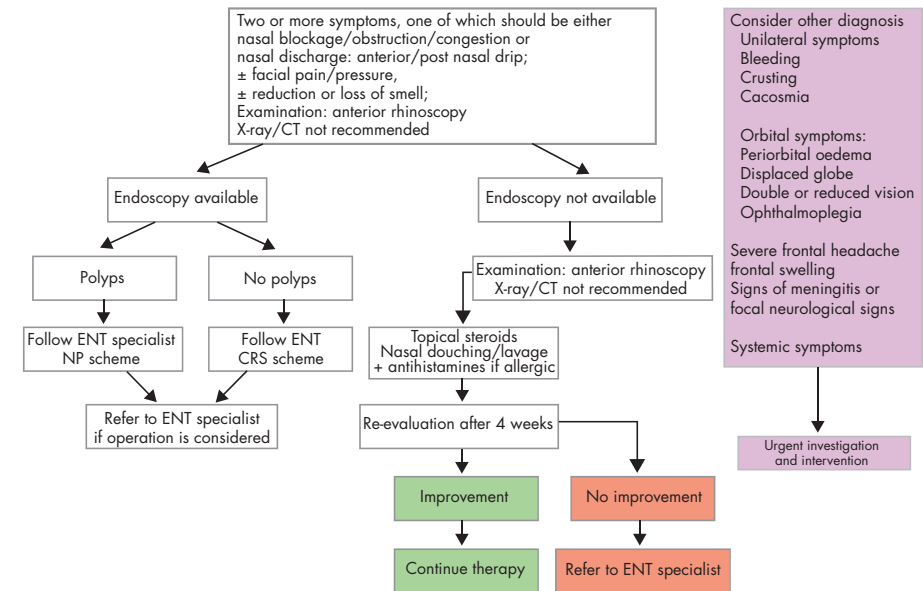 Two or more symptoms, one of which should be either
nasal blockage/obstruction/congestion or
nasal discharge: anterior/post nasal drip;
± facial pain/pressure,
± reduction or loss of smell;
Examination: anterior rhinoscopy
X-ray/CT not recommended
Endoscopy available
Endoscopy not available
Polyps
No polyps
Examination: anterior rhinoscopy
X-ray/CT not recommended
Follow ENT specialist
NP scheme
Follow ENT
CRS scheme
Topical steroids
Nasal douching/lavage
+ antihistamines if allergic
Refer to ENT specialist
if operation is considered
Re-evaluation after 4 weeks
Improvement
No improvement
Continue therapy
Refer to ENT specialist
Consider other diagnosis
Unilateral symptoms
Bleeding
Crusting
Cacosmia
Orbital symptoms:
Periorbital oedema
Displaced globe
Double or reduced vision
Ophthalmoplegia
Severe frontal headache
frontal swelling
Signs of meningitis or
focal neurological signs
Systemic symptoms
Urgent investigation
and intervention